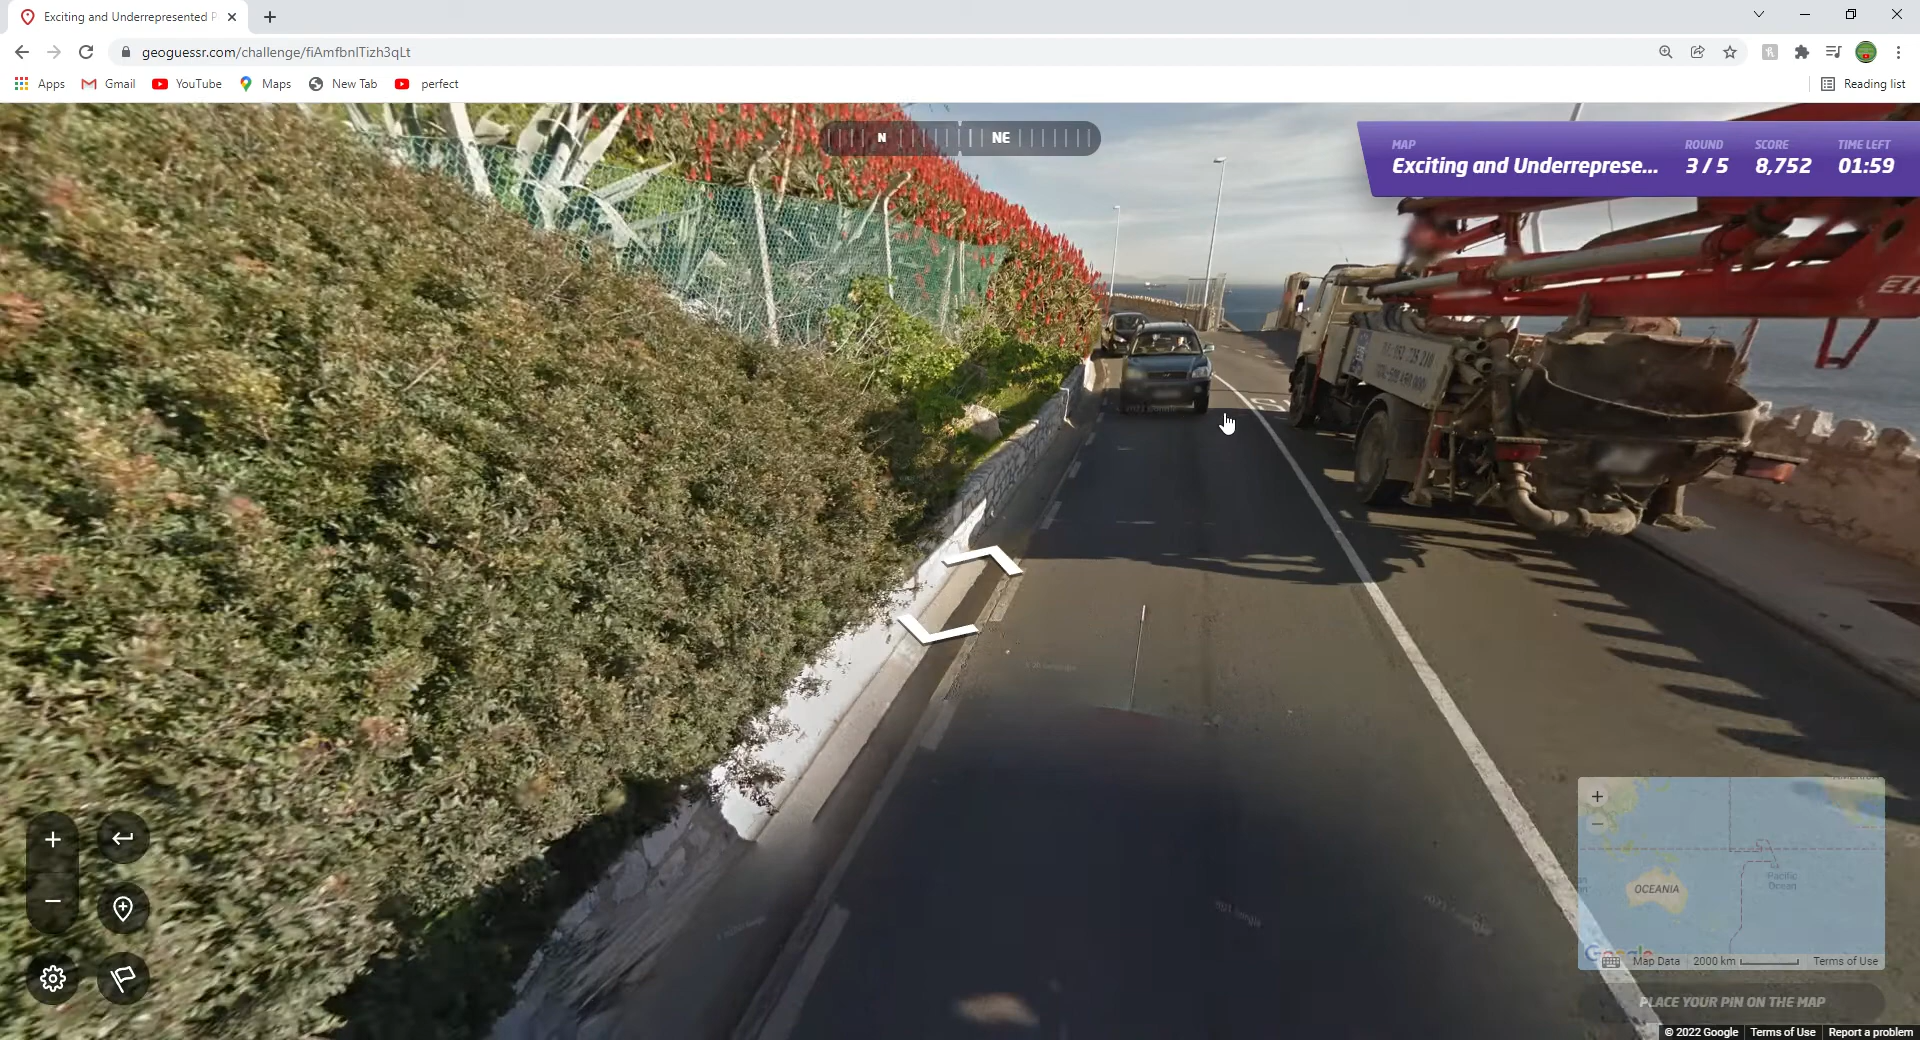 Exciting and Underrepresented P
geoguessr.com/challenge/fiAmfbnlTizh3qLt
Apps Gmail YouTube Maps New Tab perfect Reading list
N NE
MAP ROUND SCORE TIME LEFT
Exciting and Underreprese... 3 / 5 8,752 01:59
OCEANIA
Pacific
Ocean
Google
Map Data 2000 km Terms of Use
PLACE YOUR PIN ON THE MAP
© 2022 Google Terms of Use Report a problem